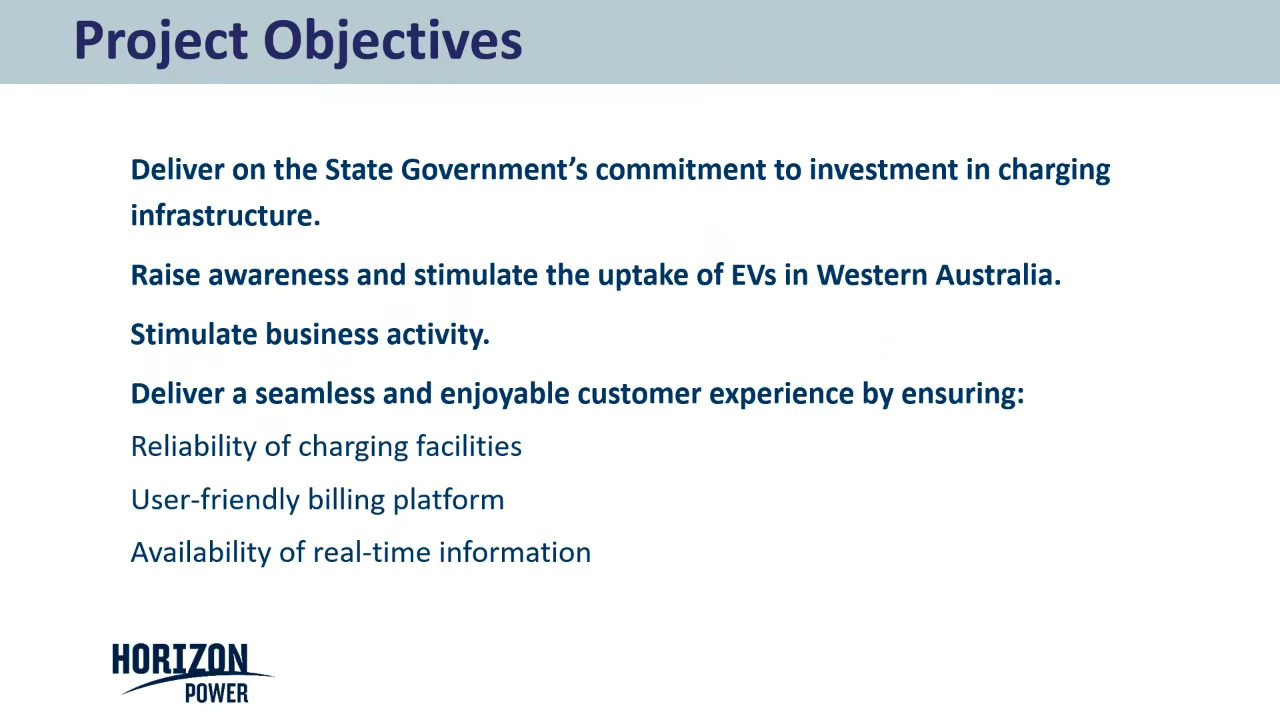 Project Objectives
Deliver on the State Government’s commitment to investment in charging
infrastructure.
Raise awareness and stimulate the uptake of EVs in Western Australia.
Stimulate business activity.
Deliver a seamless and enjoyable customer experience by ensuring:
Reliability of charging facilities
User-friendly billing platform
Availability of real-time information
HORIZON
POWER